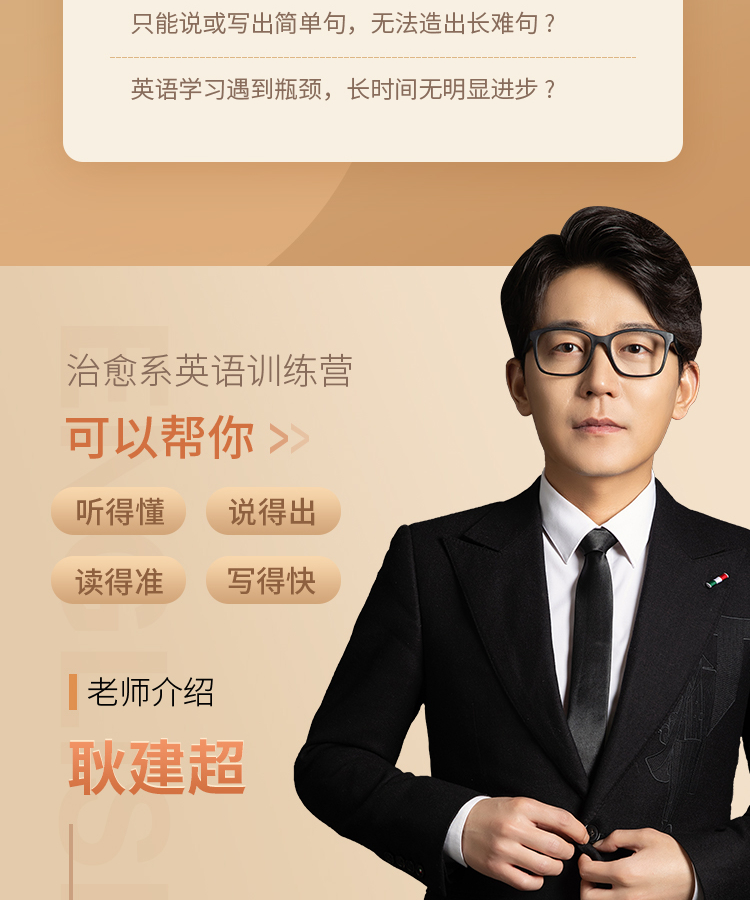 只能说或写出简单句，无法造出长难句？
英语学习遇到瓶颈，长时间无明显进步？
治愈系英语训练营
可以帮你 >>
听得懂 说得出
读得准 写得快
老师介绍
耿建超
ENGLISH